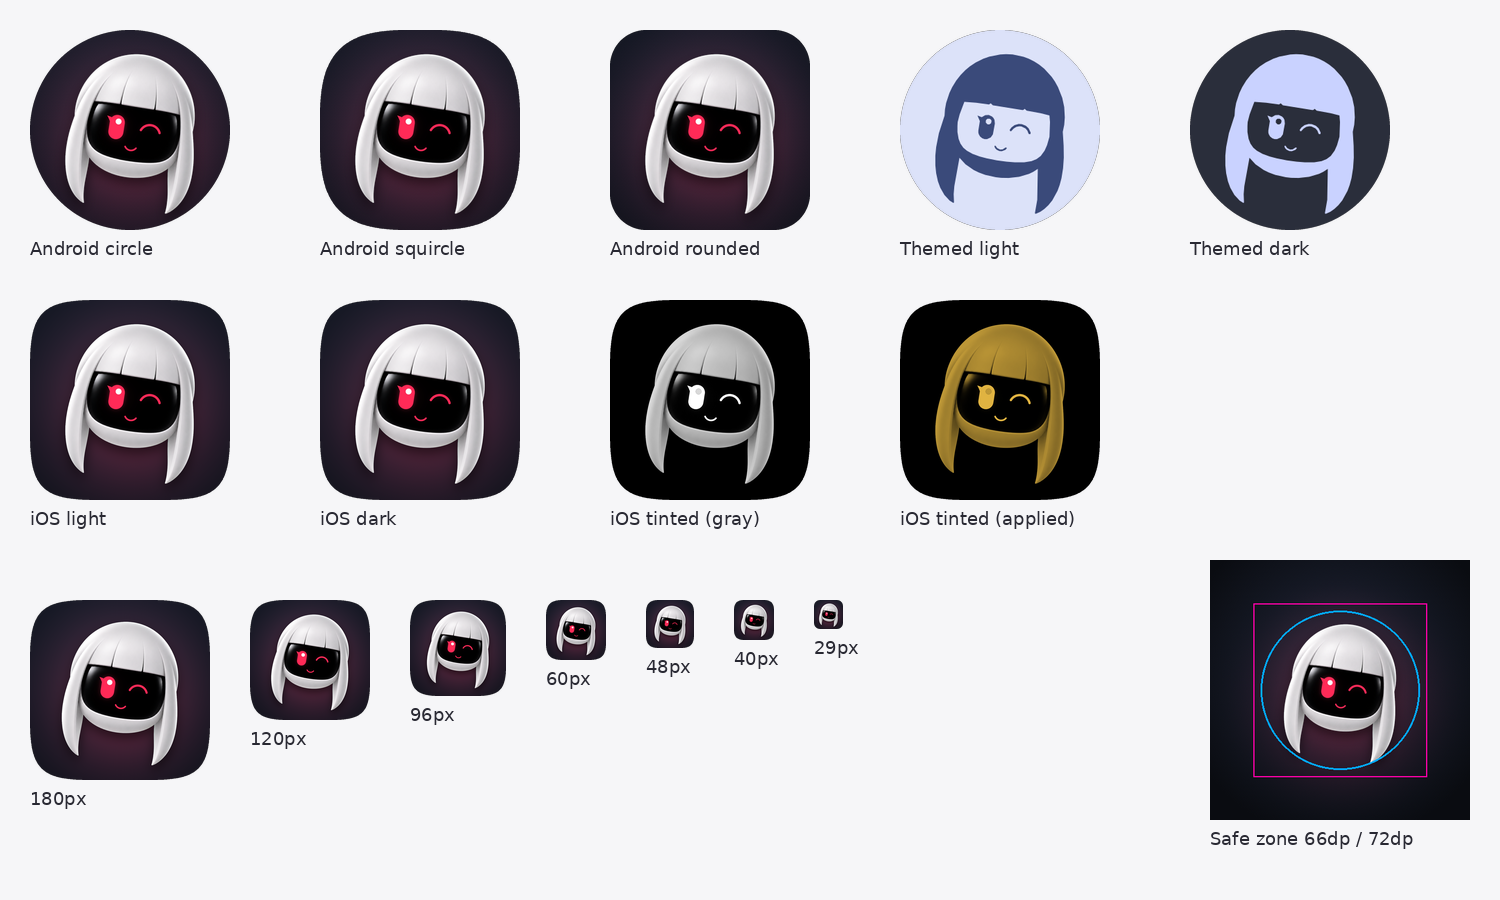 Android circle
Android squircle
Android rounded
Themed light
Themed dark
iOS light
iOS dark
iOS tinted (gray)
iOS tinted (applied)
180px
120px
96px
60px
48px
40px
29px
Safe zone 66dp / 72dp